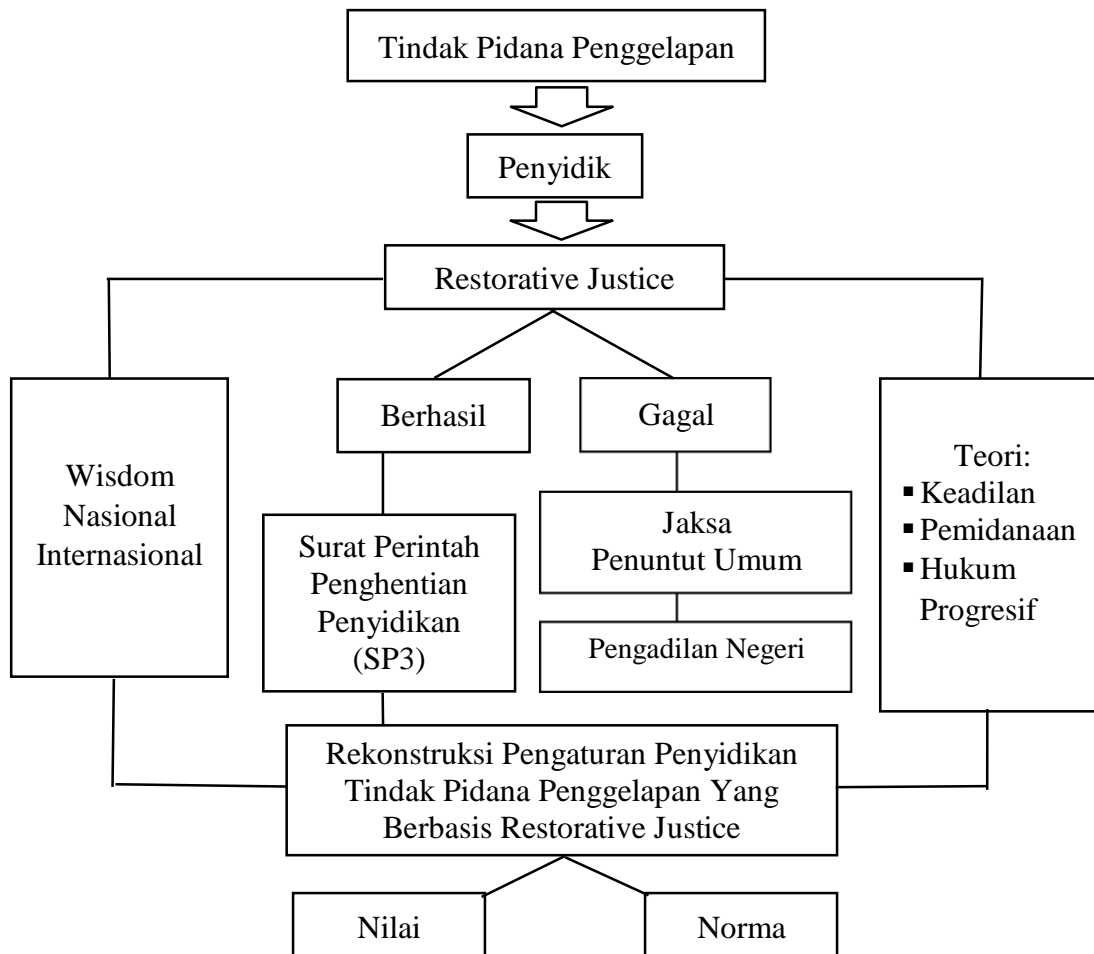 Tindak Pidana Penggelapan
Penyidik
Restorative Justice
Wisdom
Nasional
Internasional
Berhasil
Surat Perintah
Penghentian
Penyidikan
(SP3)
Gagal
Jaksa
Penuntut Umum
Pengadilan Negeri
Teori:
▪ Keadilan
▪ Pemidanaan
▪ Hukum
Progresif
Rekonstruksi Pengaturan Penyidikan
Tindak Pidana Penggelapan Yang
Berbasis Restorative Justice
Nilai
Norma